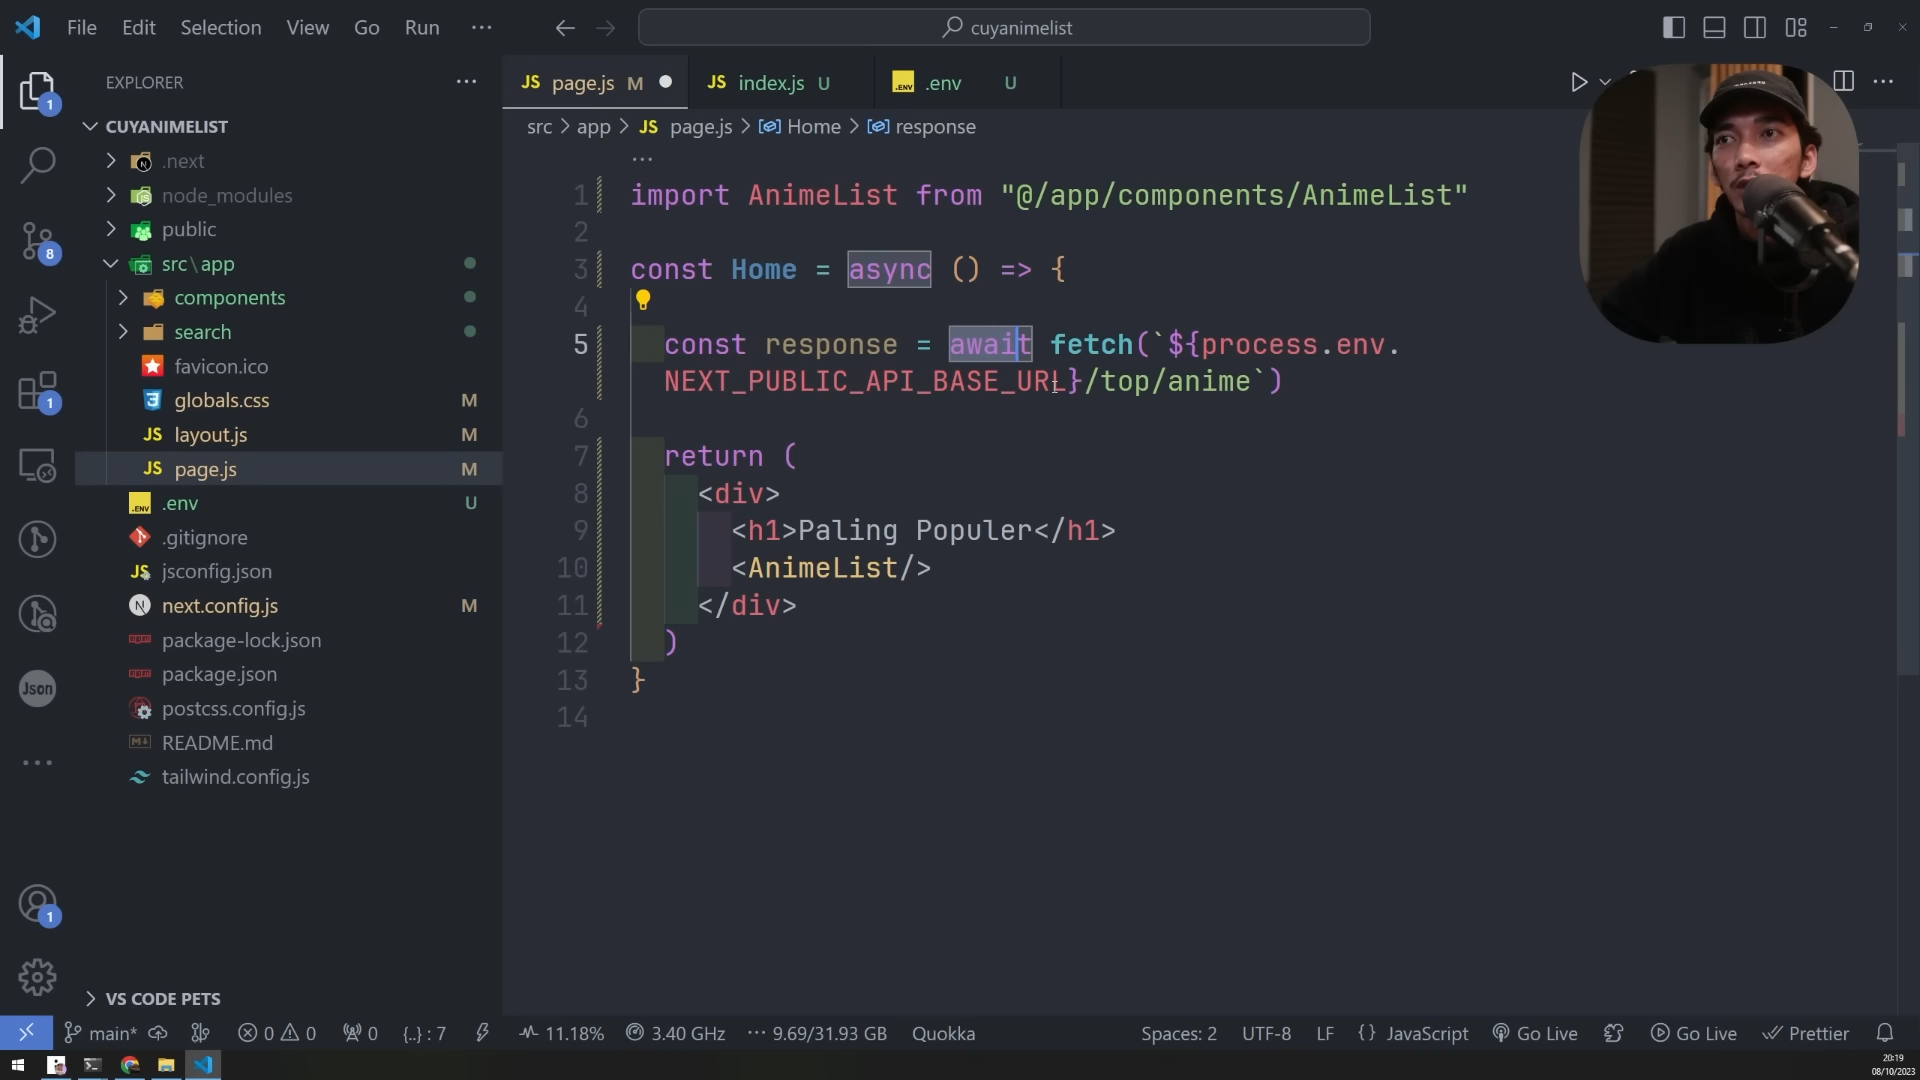 File Edit Selection View Go Run ···
cuyanimelist
EXPLORER
CUYANIMELIST
.next
node_modules
public
src\app
components
search
favicon.ico
globals.css M
layout.js M
page.js M
.env U
.gitignore
jsconfig.json
next.config.js M
package-lock.json
package.json
postcss.config.js
README.md
tailwind.config.js
VS CODE PETS
1
8
1
Json
1
JS page.js M
JS index.js U
.ENV .env U
src > app > JS page.js > Home > response
···
1 import AnimeList from "@/app/components/AnimeList"
2
3 const Home = async () => {
4
5 const response = await fetch(`${process.env.
NEXT_PUBLIC_API_BASE_URL}/top/anime`)
6
7 return (
8 <div>
9 <h1>Paling Populer</h1>
10 <AnimeList/>
11 </div>
12 )
13 }
14
main* 0 0 0 {..} : 7 11.18% 3.40 GHz ··· 9.69/31.93 GB Quokka Spaces: 2 UTF-8 LF { } JavaScript Go Live Go Live Prettier
20:19
08/10/2023